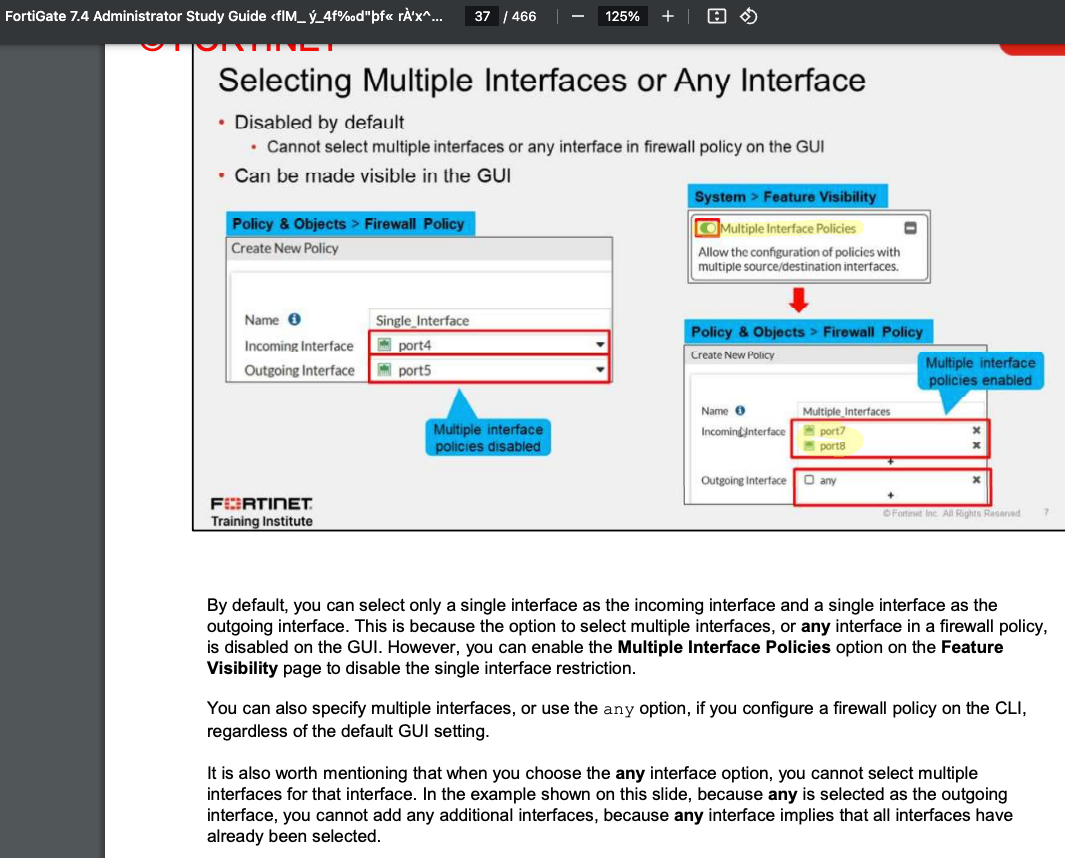 FortiGate 7.4 Administrator Study Guide
37 / 466
125%
© FORTINET
Selecting Multiple Interfaces or Any Interface
• Disabled by default
• Cannot select multiple interfaces or any interface in firewall policy on the GUI
• Can be made visible in the GUI
System > Feature Visibility
Multiple Interface Policies
Allow the configuration of policies with
multiple source/destination interfaces.
Policy & Objects > Firewall Policy
Create New Policy
Name
Single_Interface
Incoming Interface
port4
Outgoing Interface
port5
Multiple interface
policies disabled
Policy & Objects > Firewall Policy
Create New Policy
Multiple interface
policies enabled
Name
Multiple_Interfaces
Incoming Interface
port7
port8
+
Outgoing Interface
any
+
FORTINET
Training Institute
© Fortinet Inc. All Rights Reserved.
7
By default, you can select only a single interface as the incoming interface and a single interface as the
outgoing interface. This is because the option to select multiple interfaces, or any interface in a firewall policy,
is disabled on the GUI. However, you can enable the Multiple Interface Policies option on the Feature
Visibility page to disable the single interface restriction.
You can also specify multiple interfaces, or use the any option, if you configure a firewall policy on the CLI,
regardless of the default GUI setting.
It is also worth mentioning that when you choose the any interface option, you cannot select multiple
interfaces for that interface. In the example shown on this slide, because any is selected as the outgoing
interface, you cannot add any additional interfaces, because any interface implies that all interfaces have
already been selected.